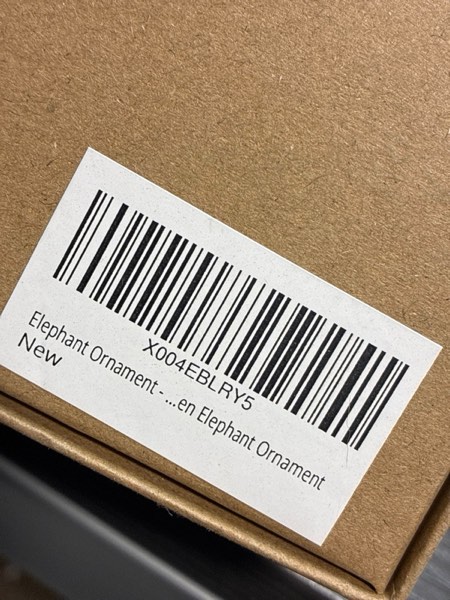 X004EBLRY5
Elephant Ornament - ...en Elephant Ornament
New